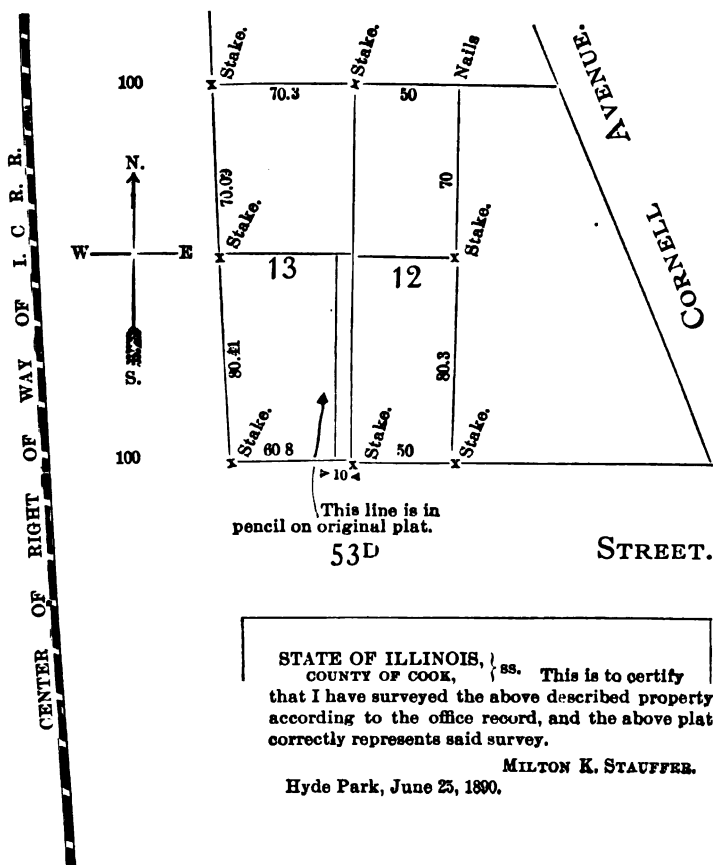 Stake.
Stake.
Nails
AVENUE.
100
70.3
50
N.
70.09
70
Stake.
Stake.
W
E
13
12
CORNELL
CENTER OF RIGHT OF WAY OF I. C R. R.
S.
80.41
80.3
Stake.
Stake.
Stake.
100
60 8
50
10
This line is in
pencil on original plat.
53D
STREET.
STATE OF ILLINOIS,
COUNTY OF COOK,
ss. This is to certify
that I have surveyed the above described property
according to the office record, and the above plat
correctly represents said survey.
MILTON K. STAUFFER.
Hyde Park, June 25, 1890.